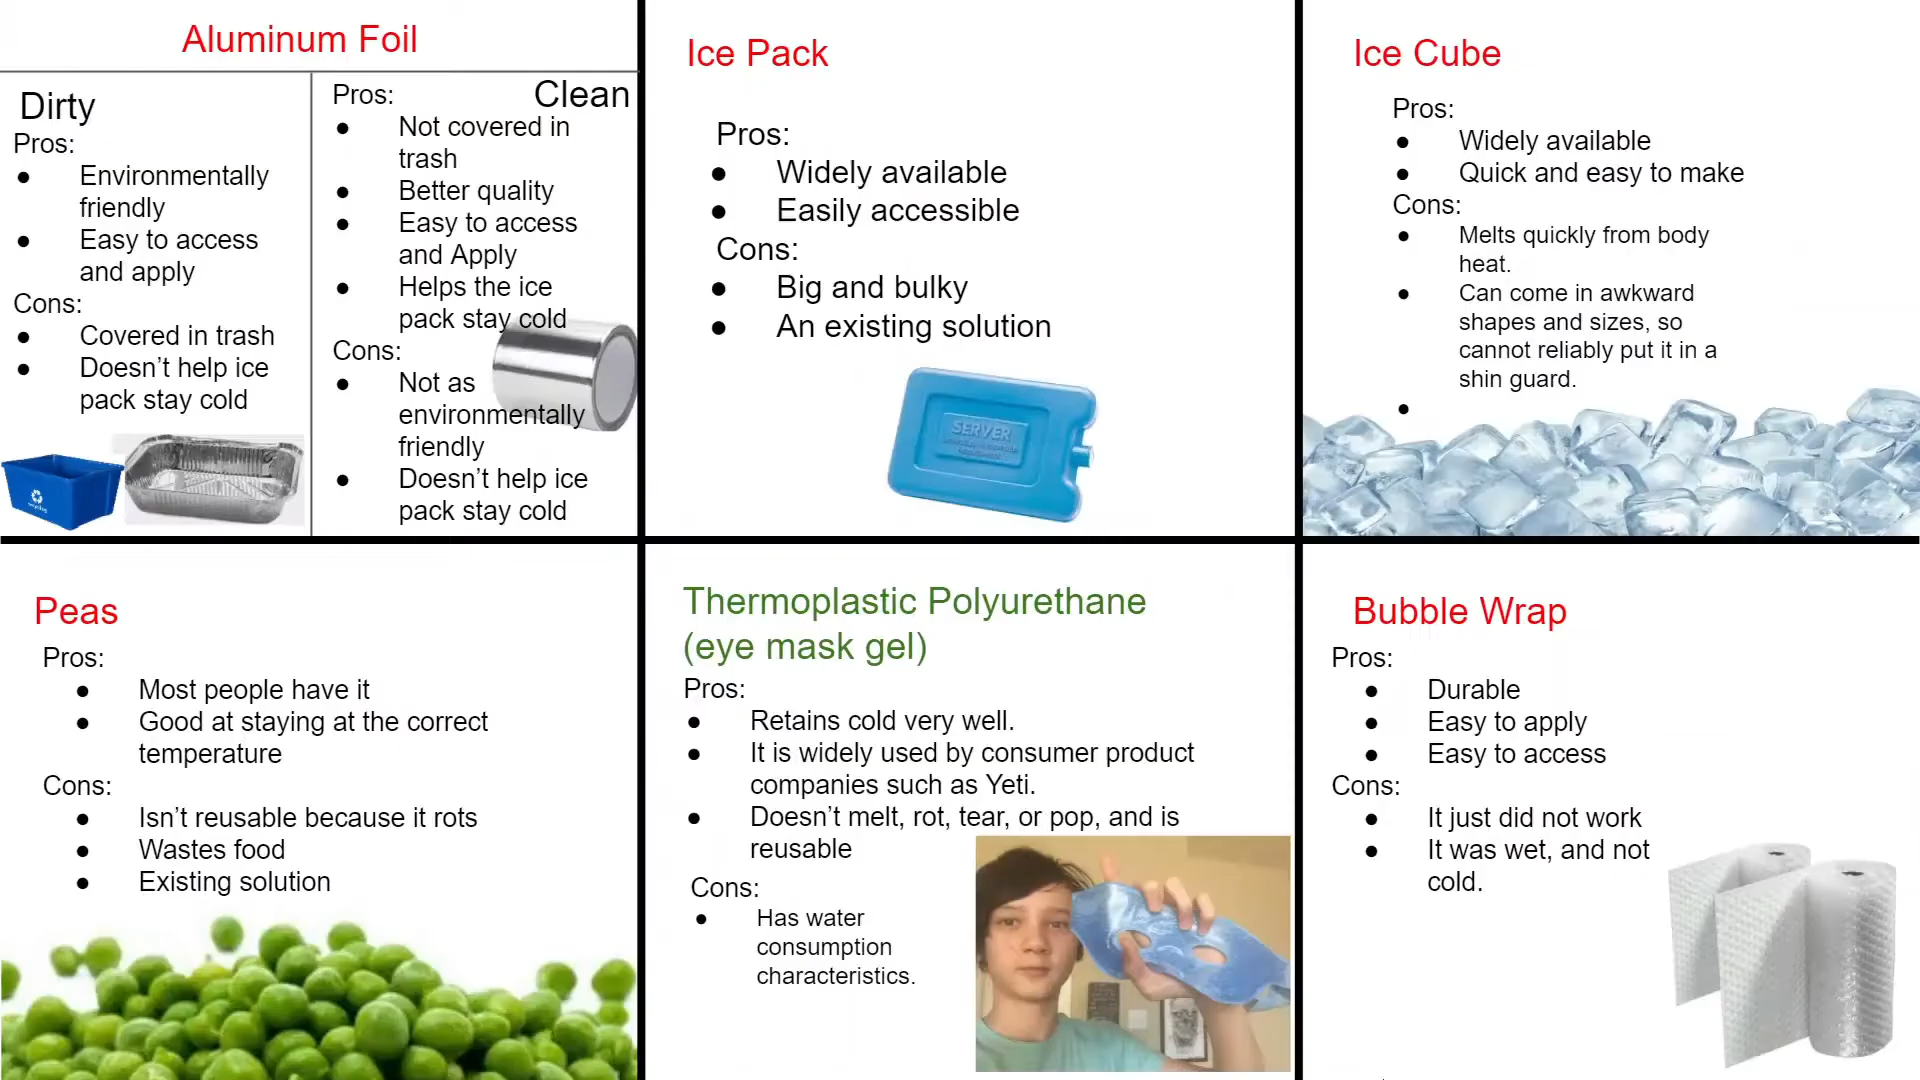 Aluminum Foil
Dirty
Pros:
● Environmentally
friendly
● Easy to access
and apply
Cons:
● Covered in trash
● Doesn’t help ice
pack stay cold
Clean
Pros:
● Not covered in
trash
● Better quality
● Easy to access
and Apply
● Helps the ice
pack stay cold
Cons:
● Not as
environmentally
friendly
● Doesn’t help ice
pack stay cold
Ice Pack
Pros:
● Widely available
● Easily accessible
Cons:
● Big and bulky
● An existing solution
SERVER
Ice Cube
Pros:
● Widely available
● Quick and easy to make
Cons:
● Melts quickly from body
heat.
● Can come in awkward
shapes and sizes, so
cannot reliably put it in a
shin guard.
●
Peas
Pros:
● Most people have it
● Good at staying at the correct
temperature
Cons:
● Isn’t reusable because it rots
● Wastes food
● Existing solution
Thermoplastic Polyurethane
(eye mask gel)
Pros:
● Retains cold very well.
● It is widely used by consumer product
companies such as Yeti.
● Doesn’t melt, rot, tear, or pop, and is
reusable
Cons:
● Has water
consumption
characteristics.
Bubble Wrap
Pros:
● Durable
● Easy to apply
● Easy to access
Cons:
● It just did not work
● It was wet, and not
cold.